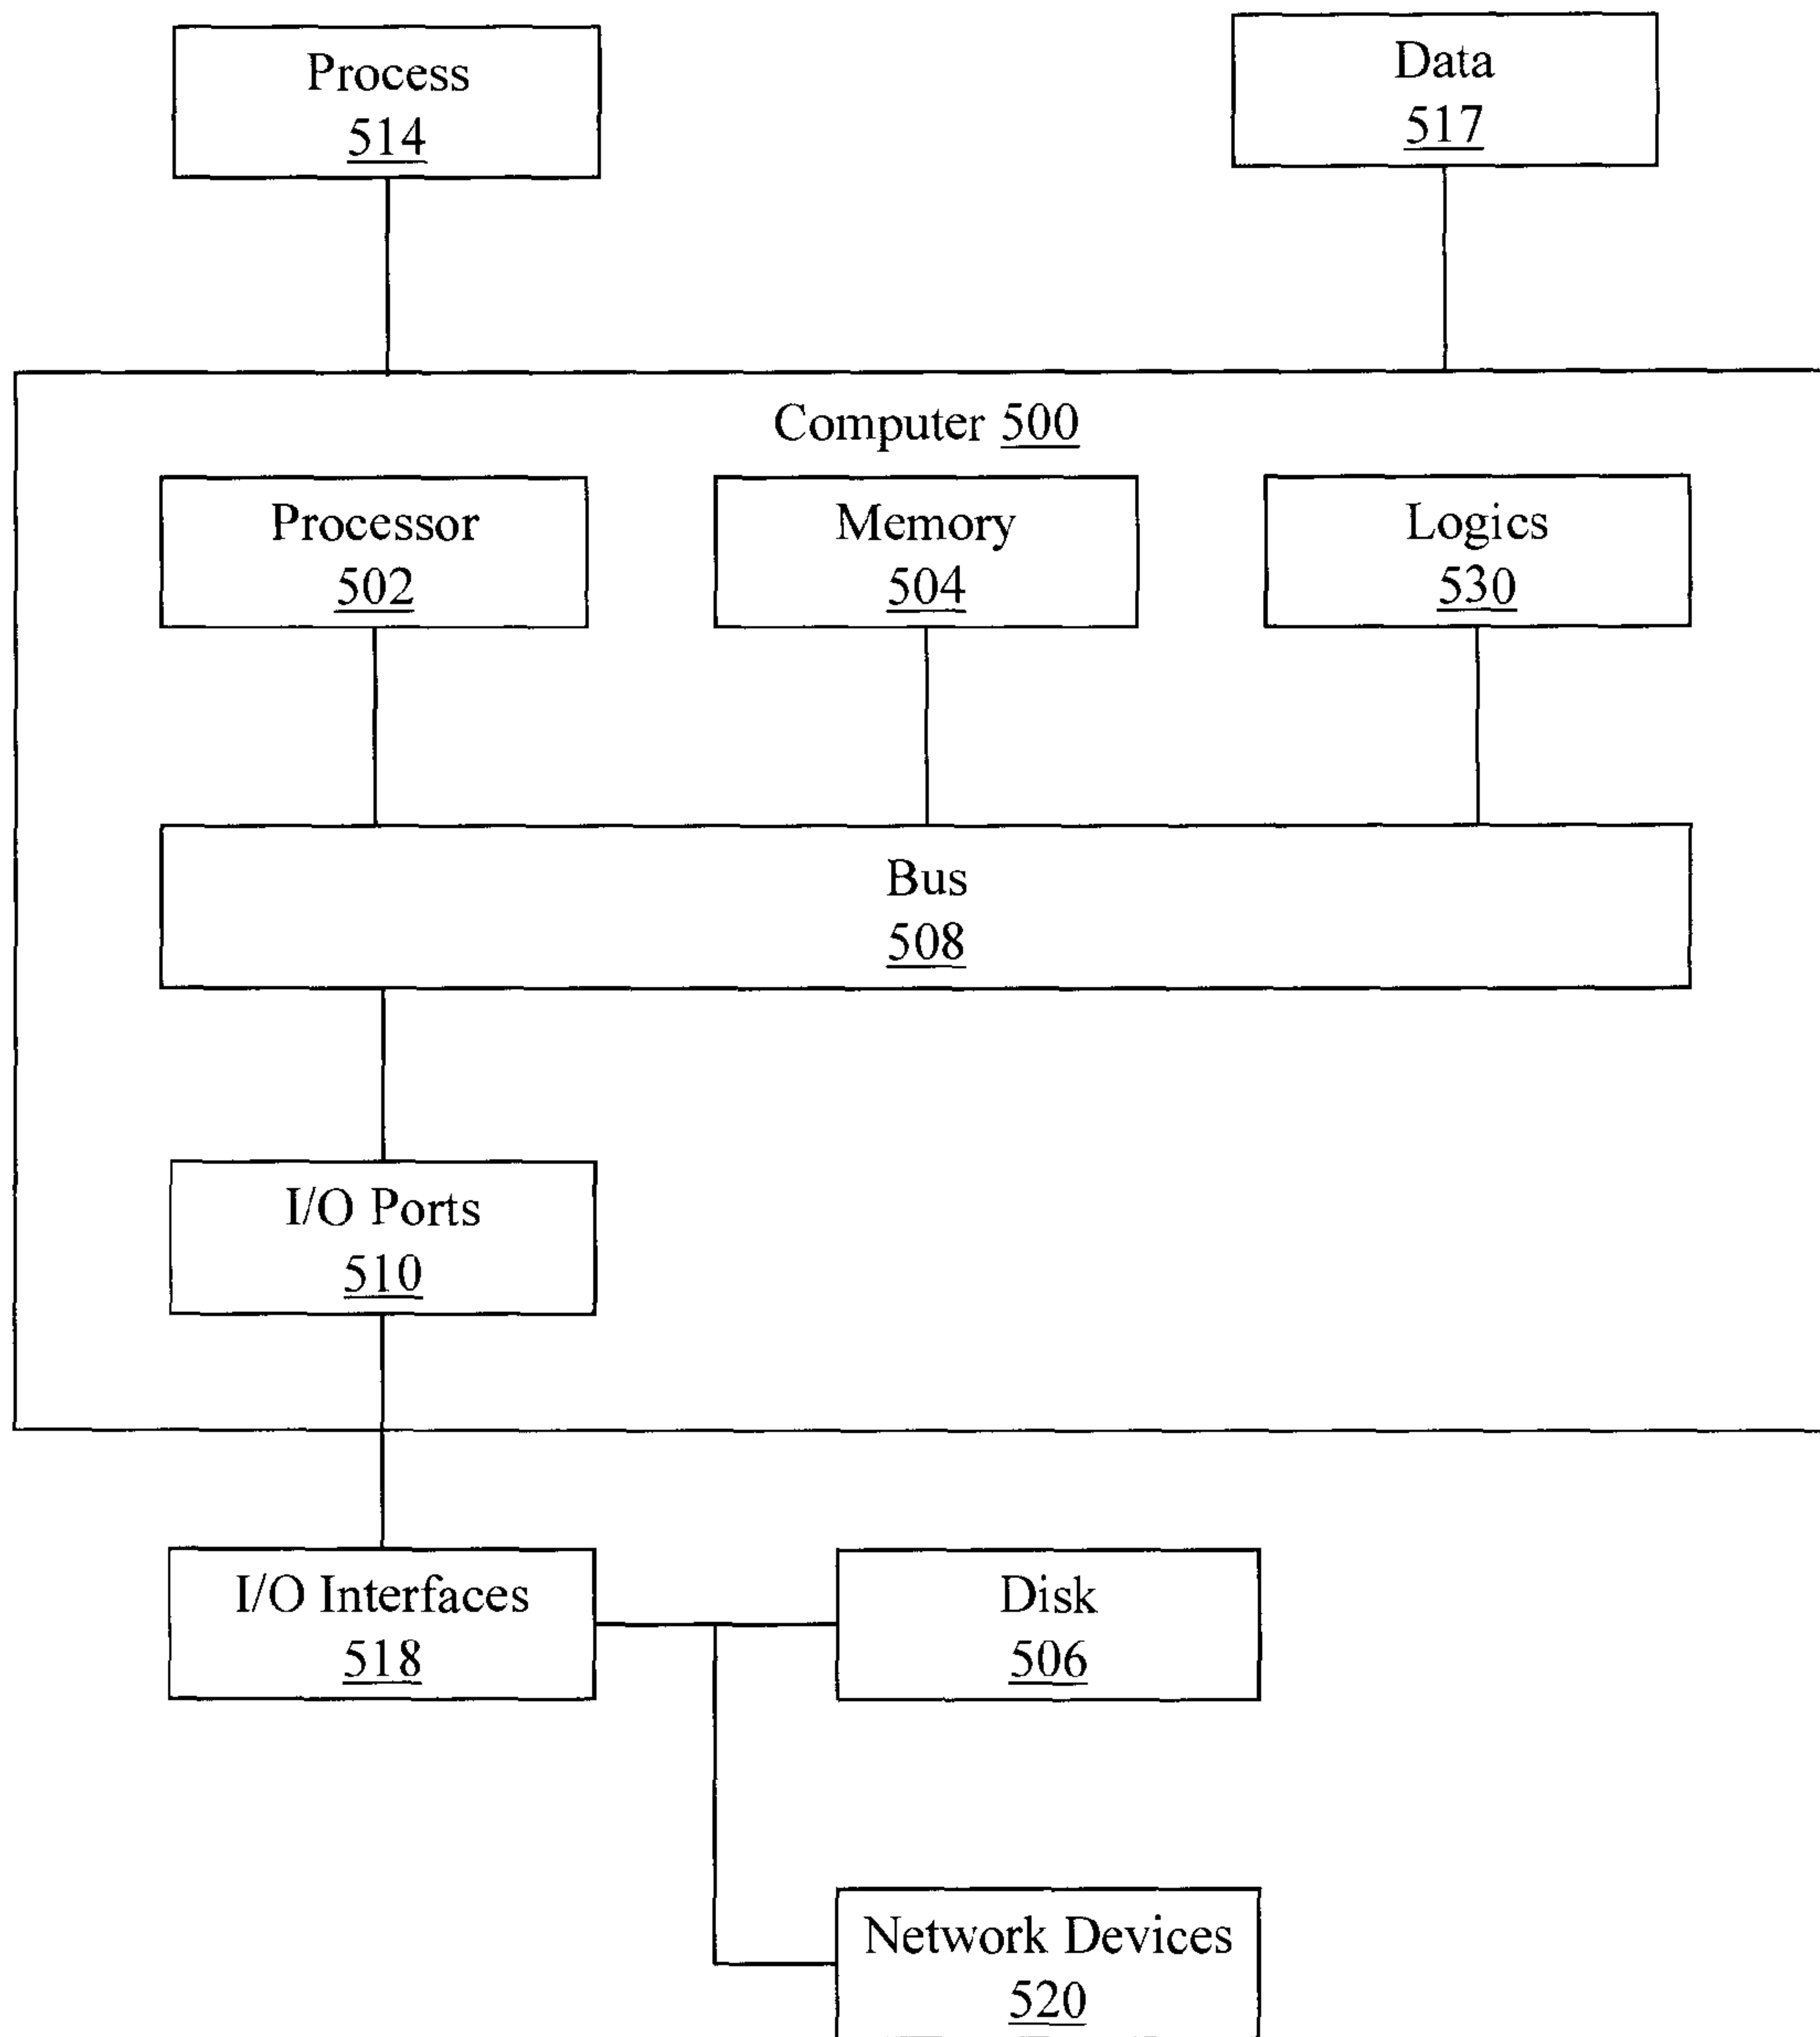 Process
514
Data
517
Computer 500
Processor
502
Memory
504
Logics
530
Bus
508
I/O Ports
510
I/O Interfaces
518
Disk
506
Network Devices
520